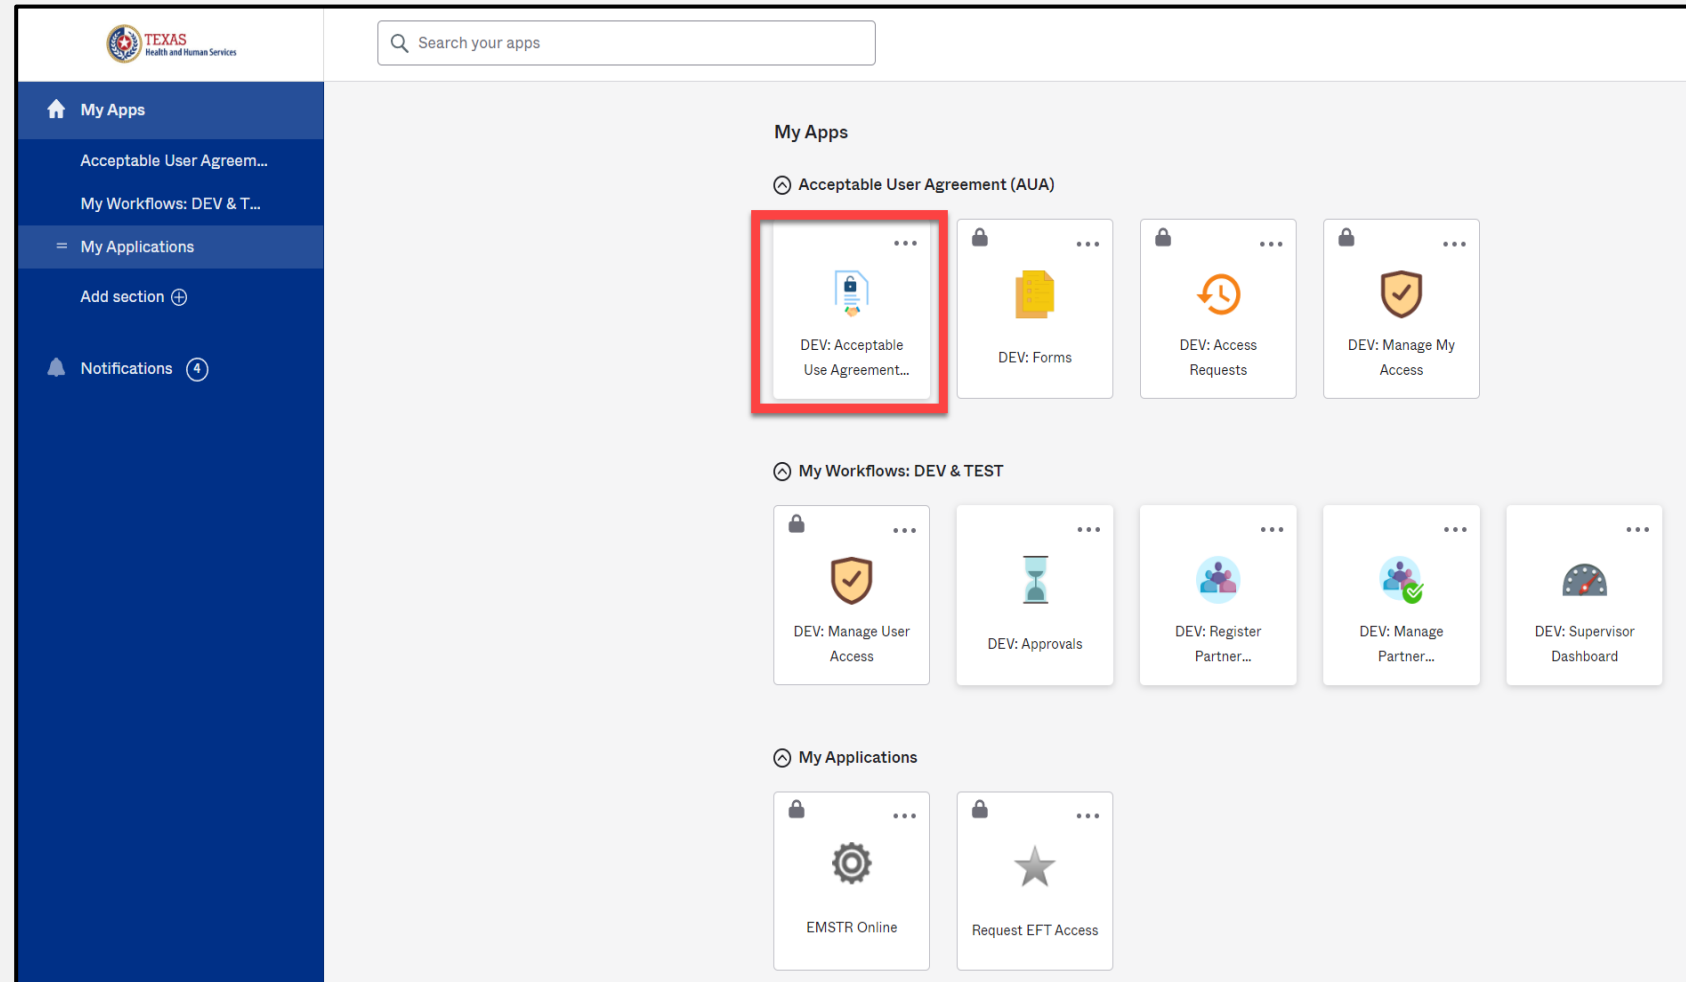 TEXAS
Health and Human Services
Search your apps
My Apps
Acceptable User Agreem...
My Workflows: DEV & T...
My Applications
Add section
Notifications 4
My Apps
Acceptable User Agreement (AUA)
DEV: Acceptable
Use Agreement...
DEV: Forms
DEV: Access
Requests
DEV: Manage My
Access
My Workflows: DEV & TEST
DEV: Manage User
Access
DEV: Approvals
DEV: Register
Partner...
DEV: Manage
Partner...
DEV: Supervisor
Dashboard
My Applications
EMSTR Online
Request EFT Access